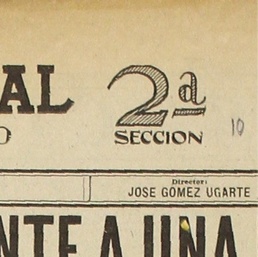 AL
2ª
SECCION
O
10
Director:
JOSE GOMEZ UGARTE
NTE A UNA